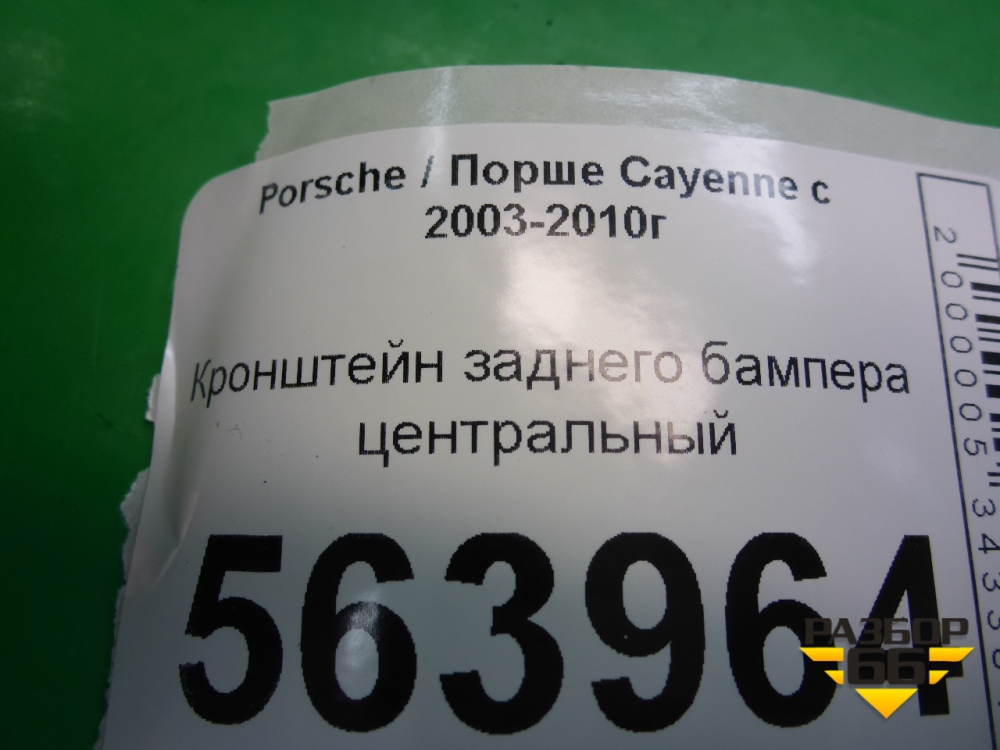 Porsche / Порше Cayenne с
2003-2010г
Кронштейн заднего бампера
центральный
563964
РАЗБОР
66